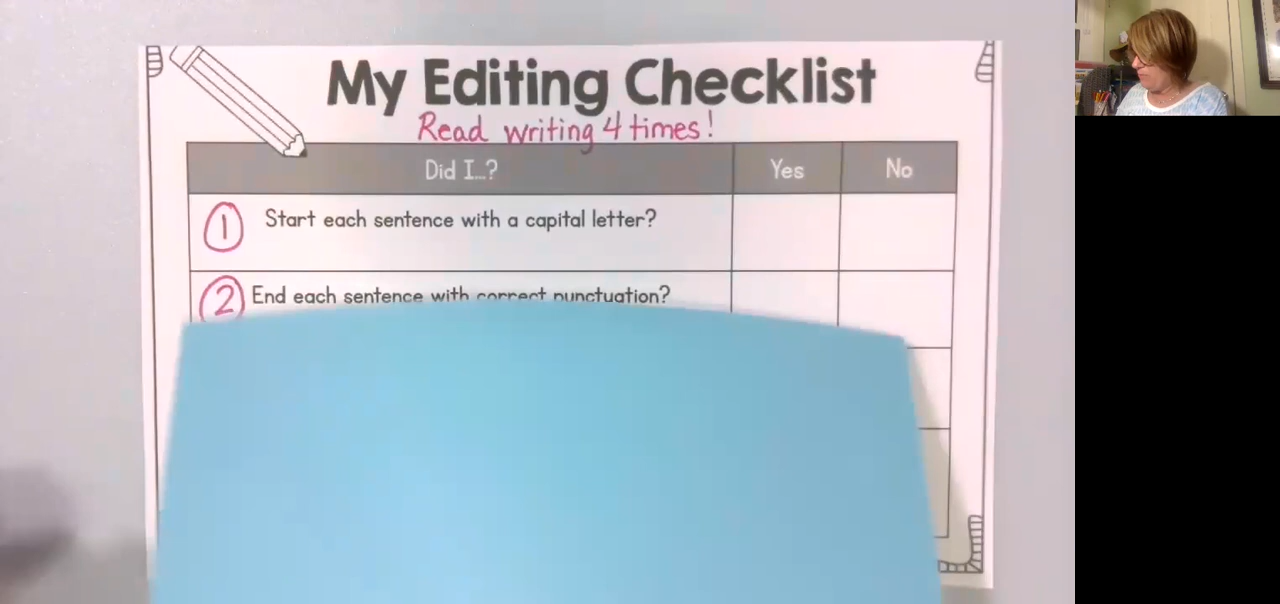 My Editing Checklist
Read writing 4 times!
Did I...? Yes No
1 Start each sentence with a capital letter?
2 End each sentence with correct punctuation?